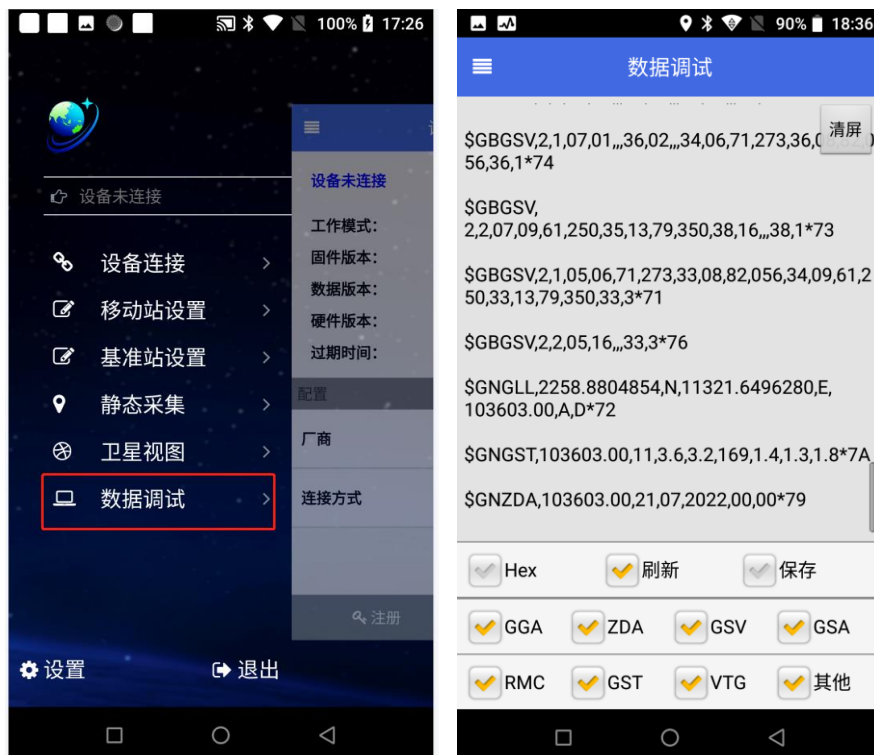 100% 17:26
设备未连接
设备连接
移动站设置
基准站设置
静态采集
卫星视图
数据调试
设置
退出
设备未连接
工作模式:
固件版本:
数据版本:
硬件版本:
过期时间:
配置
厂商
连接方式
注册
90% 18:36
数据调试
清屏
$GBGSV,2,1,07,01,,,36,02,,,34,06,71,273,36,
56,36,1*74
$GBGSV,
2,2,07,09,61,250,35,13,79,350,38,16,,,38,1*73
$GBGSV,2,1,05,06,71,273,33,08,82,056,34,09,61,2
50,33,13,79,350,33,3*71
$GBGSV,2,2,05,16,,,33,3*76
$GNGLL,2258.8804854,N,11321.6496280,E,
103603.00,A,D*72
$GNGST,103603.00,11,3.6,3.2,169,1.4,1.3,1.8*7A
$GNZDA,103603.00,21,07,2022,00,00*79
Hex 刷新 保存
GGA ZDA GSV GSA
RMC GST VTG 其他